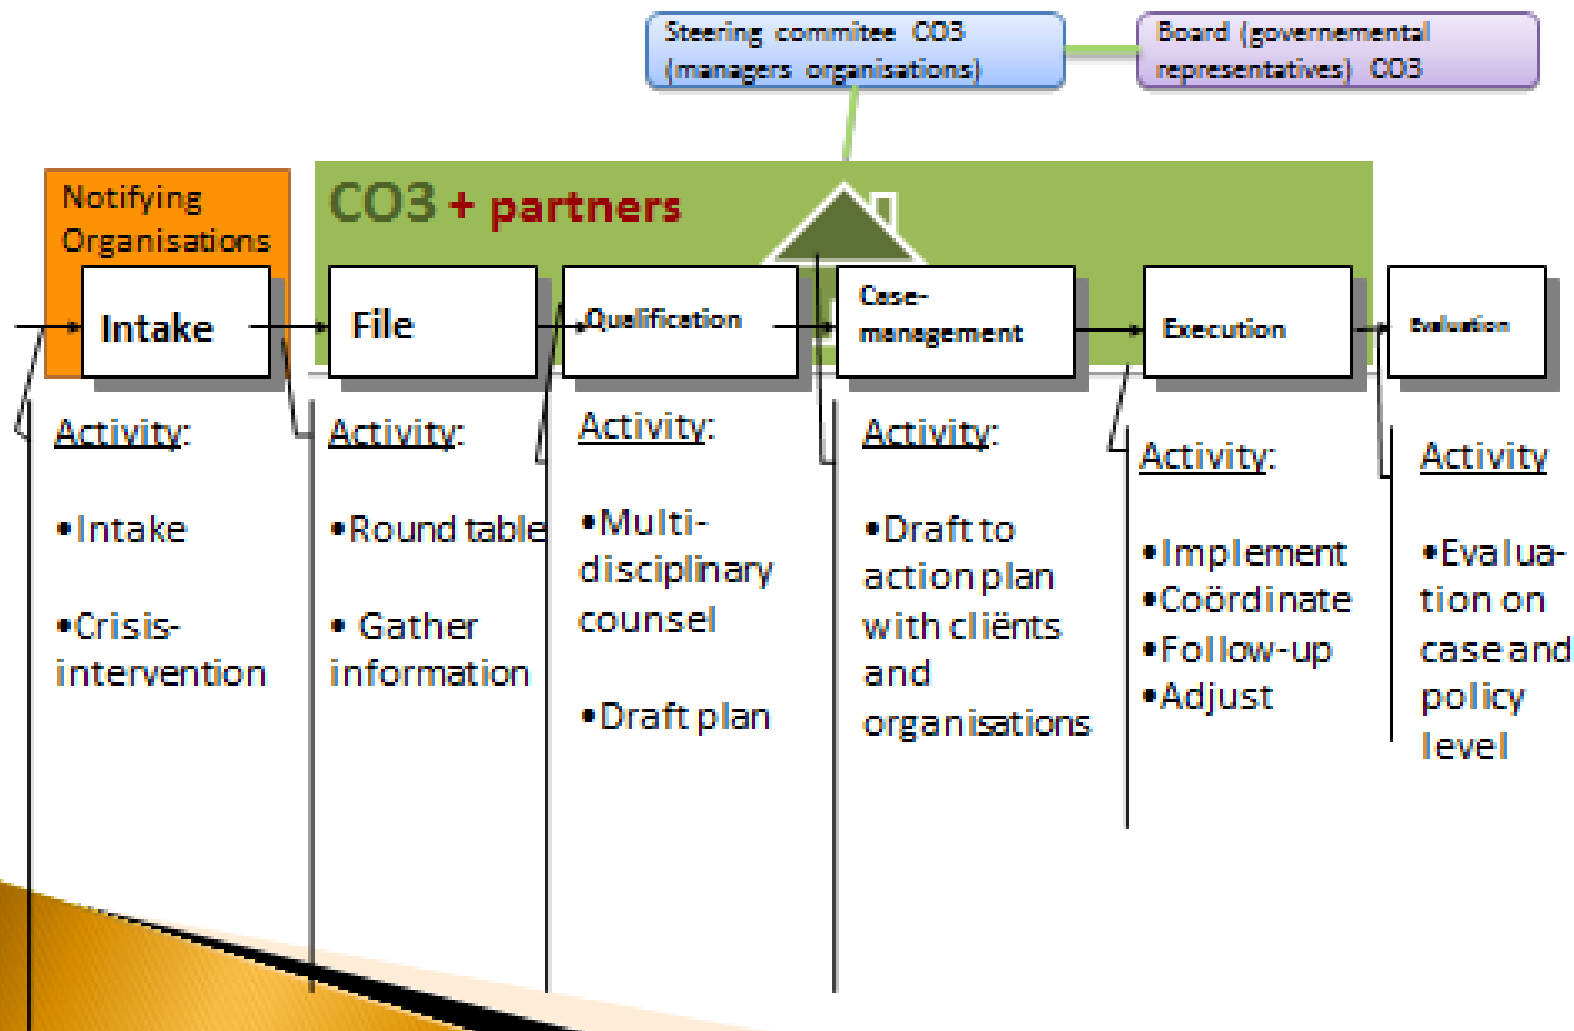 Steering commitee CO3
(managers organisations)
Board (governemental
representatives) CO3
Notifying
Organisations
CO3 + partners
Intake
File
Qualification
Case-
management
Execution
Evaluation
Activity:
•Intake
•Crisis-
intervention
Activity:
•Round table
• Gather
information
Activity:
•Multi-
disciplinary
counsel
•Draft plan
Activity:
•Draft to
action plan
with cliënts
and
organisations
Activity:
•Implement
•Coördinate
•Follow-up
•Adjust
Activity
•Evalua-
tion on
case and
policy
level